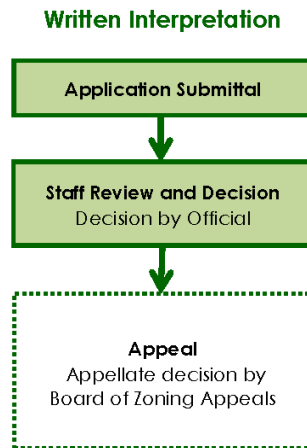 Written Interpretation
Application Submittal
Staff Review and Decision
Decision by Official
Appeal
Appellate decision by
Board of Zoning Appeals